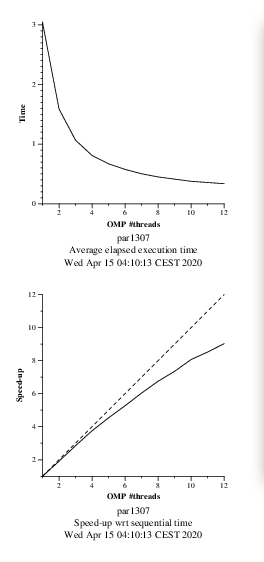 3
2
1
0
Time
2 4 6 8 10 12
OMP #threads
par1307
Average elapsed execution time
Wed Apr 15 04:10:13 CEST 2020
12
10
8
6
4
2
Speed-up
2 4 6 8 10 12
OMP #threads
par1307
Speed-up wrt sequential time
Wed Apr 15 04:10:13 CEST 2020